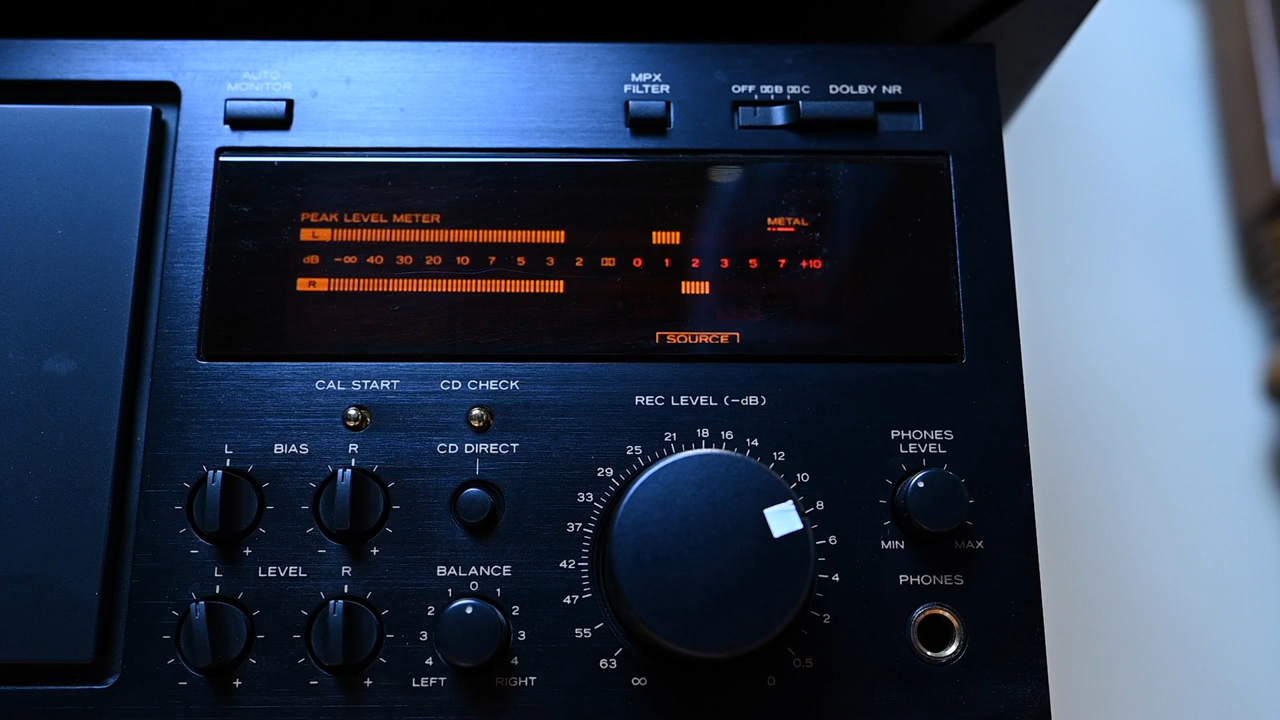 AUTO
MONITOR
MPX
FILTER
OFF B C DOLBY NR
PEAK LEVEL METER
METAL
L
dB -∞ 40 30 20 10 7 5 3 2 0 1 2 3 5 7 +10
R
SOURCE
CAL START
CD CHECK
L BIAS R
- + - +
CD DIRECT
L LEVEL R
- + - +
BALANCE
4 3 2 1 0 1 2 3 4
LEFT RIGHT
REC LEVEL (-dB)
∞ 63 55 47 42 37 33 29 25 21 18 16 14 12 10 8 6 4 2 0.5 0
PHONES
LEVEL
MIN MAX
PHONES